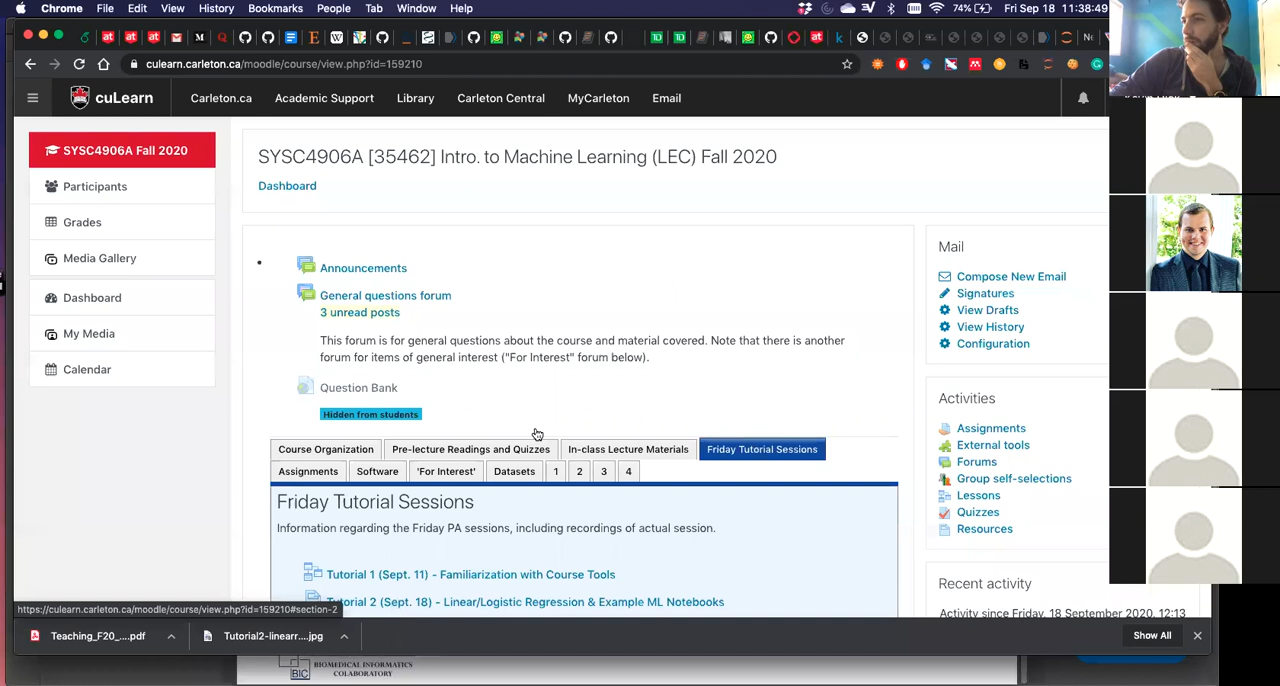 Chrome File Edit View History Bookmarks People Tab Window Help
74% Fri Sep 18 11:38:49
culearn.carleton.ca/moodle/course/view.php?id=159210
cuLearn Carleton.ca Academic Support Library Carleton Central MyCarleton Email
SYSC4906A Fall 2020
Participants
Grades
Media Gallery
Dashboard
My Media
Calendar
SYSC4906A [35462] Intro. to Machine Learning (LEC) Fall 2020
Dashboard
Announcements
General questions forum
3 unread posts
This forum is for general questions about the course and material covered. Note that there is another
forum for items of general interest ("For Interest" forum below).
Question Bank
Hidden from students
Course Organization Pre-lecture Readings and Quizzes In-class Lecture Materials Friday Tutorial Sessions
Assignments Software 'For Interest' Datasets 1 2 3 4
Friday Tutorial Sessions
Information regarding the Friday PA sessions, including recordings of actual session.
Tutorial 1 (Sept. 11) - Familiarization with Course Tools
Tutorial 2 (Sept. 18) - Linear/Logistic Regression & Example ML Notebooks
Mail
Compose New Email
Signatures
View Drafts
View History
Configuration
Activities
Assignments
External tools
Forums
Group self-selections
Lessons
Quizzes
Resources
Recent activity
Activity since Friday, 18 September 2020, 12:13
https://culearn.carleton.ca/moodle/course/view.php?id=159210#section-2
Teaching_F20_....pdf Tutorial2-linearr....jpg Show All
BIC
BIOMEDICAL INFORMATICS
COLABORATORY